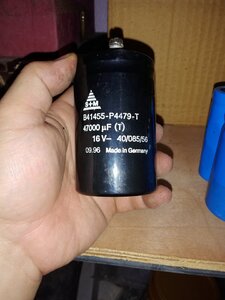 S+M
B41455-P4479-T
47000 µF (T)
16 V– 40/085/56
09.96 Made in Germany